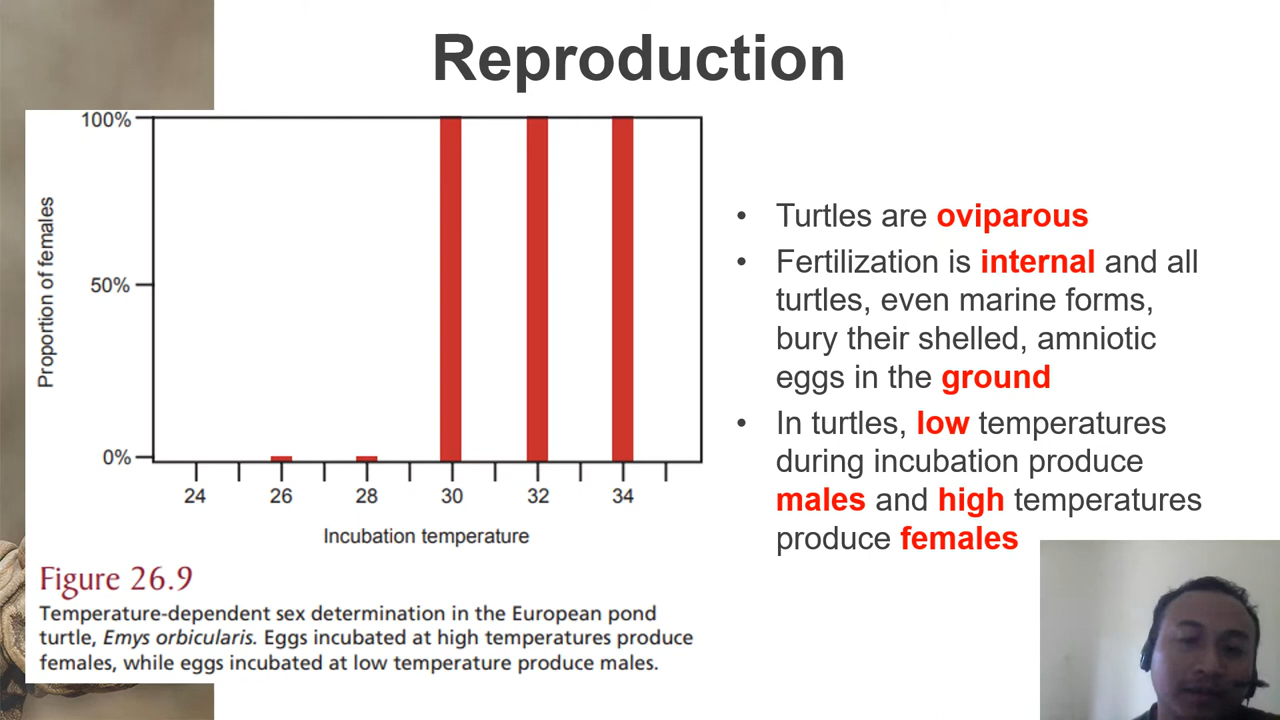 Reproduction
100%
50%
0%
Proportion of females
24 26 28 30 32 34
Incubation temperature
Figure 26.9
Temperature-dependent sex determination in the European pond
turtle, Emys orbicularis. Eggs incubated at high temperatures produce
females, while eggs incubated at low temperature produce males.
• Turtles are oviparous
• Fertilization is internal and all
turtles, even marine forms,
bury their shelled, amniotic
eggs in the ground
• In turtles, low temperatures
during incubation produce
males and high temperatures
produce females